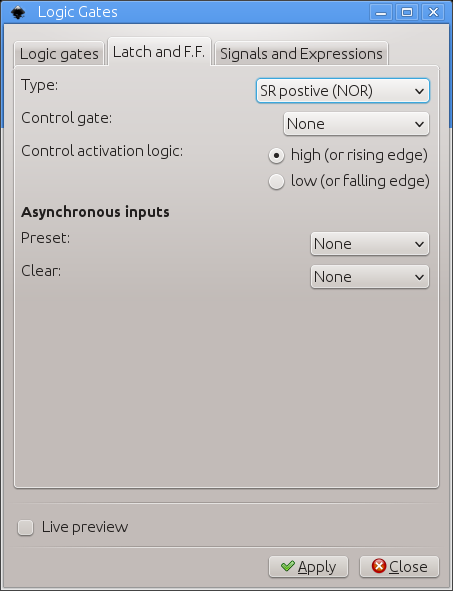 Logic Gates
Logic gates Latch and F.F. Signals and Expressions
Type: SR postive (NOR)
Control gate: None
Control activation logic: high (or rising edge)
low (or falling edge)
Asynchronous inputs
Preset: None
Clear: None
Live preview
Apply Close